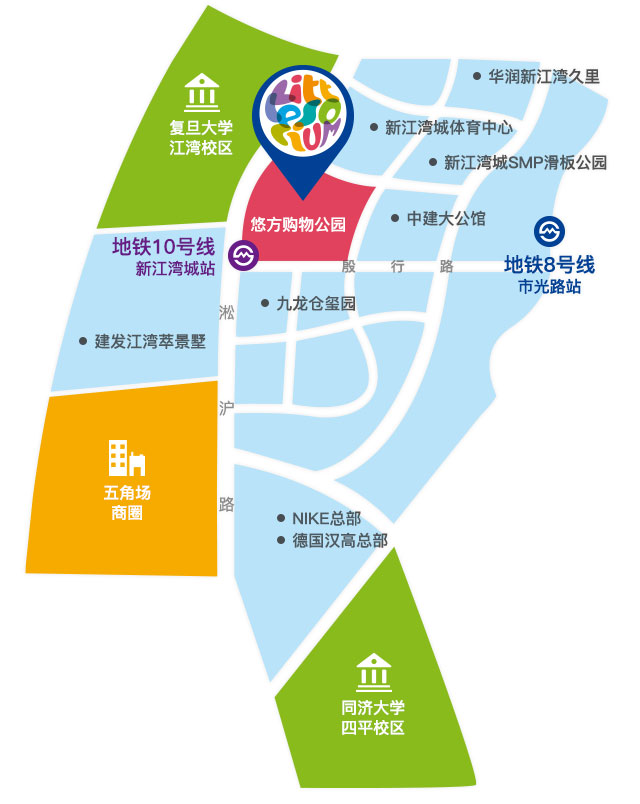 华润新江湾久里
Little
sa
NUM
复旦大学
江湾校区
新江湾城体育中心
新江湾城SMP滑板公园
悠方购物公园
中建大公馆
地铁10号线
新江湾城站
地铁8号线
市光路站
殷行路
九龙仓玺园
淞沪路
建发江湾萃景墅
五角场
商圈
NIKE总部
德国汉高总部
同济大学
四平校区